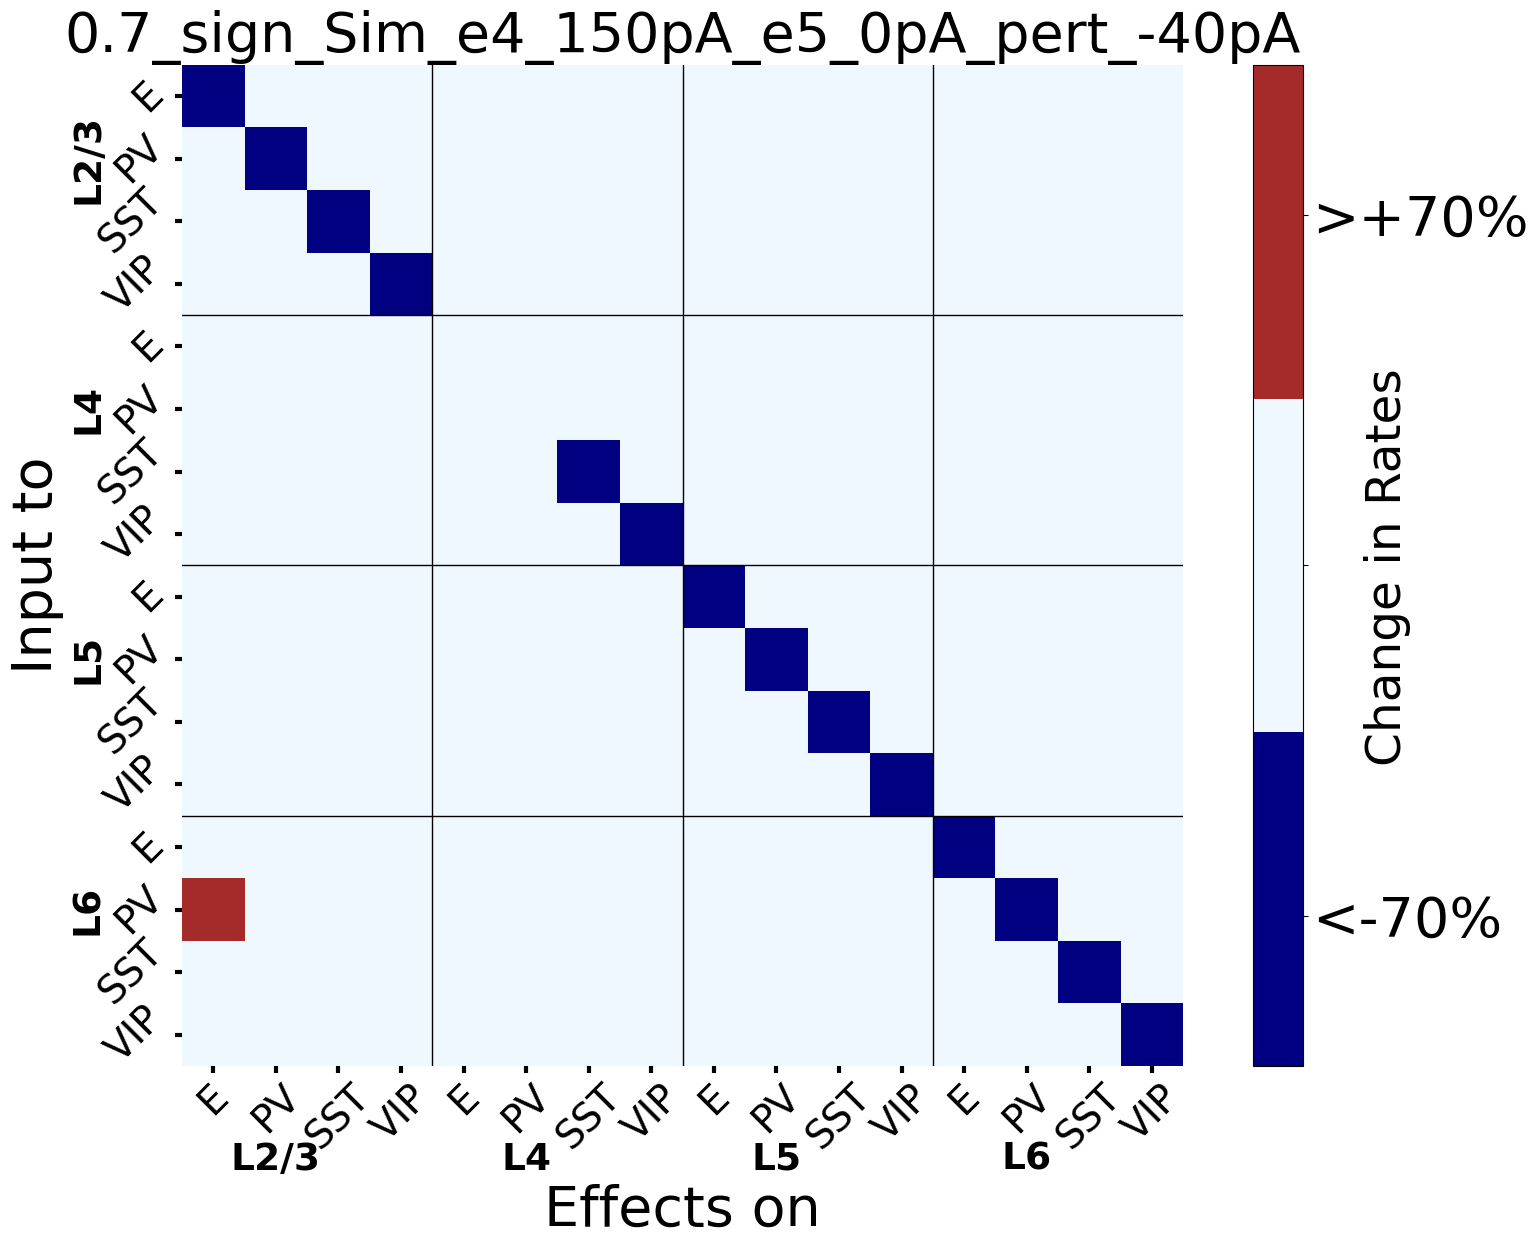 0.7_sign_Sim_e4_150pA_e5_0pA_pert_-40pA
Input to
L2/3
E
PV
SST
VIP
L4
E
PV
SST
VIP
L5
E
PV
SST
VIP
L6
E
PV
SST
VIP
E PV SST VIP E PV SST VIP E PV SST VIP E PV SST VIP
L2/3 L4 L5 L6
Effects on
>+70%
<-70%
Change in Rates